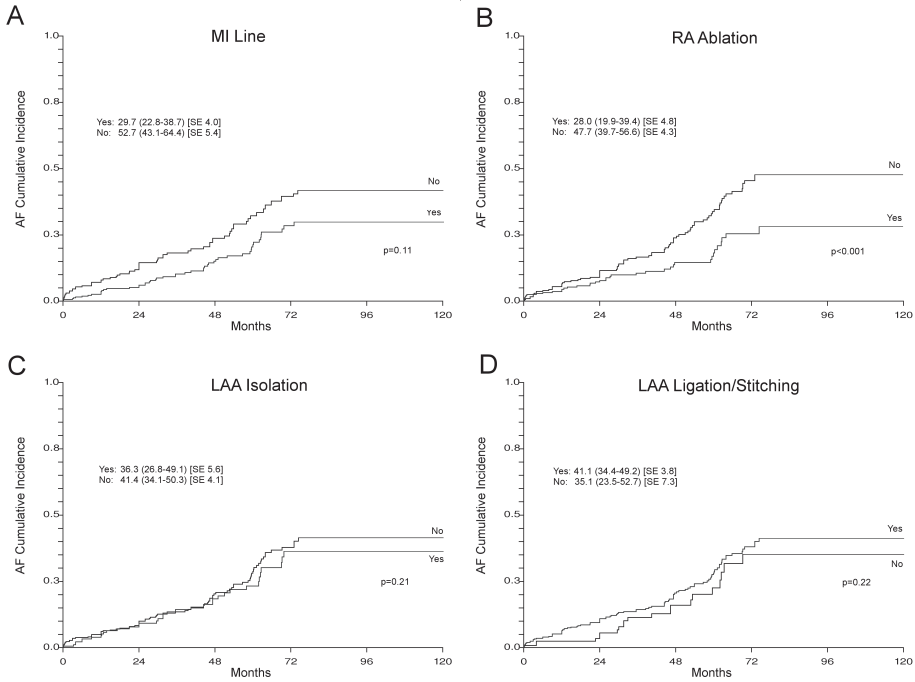 A
MI Line
AF Cumulative Incidence
1.0
0.8
0.5
0.3
0.0
Yes: 29.7 (22.8-38.7) [SE 4.0]
No: 52.7 (43.1-64.4) [SE 5.4]
No
Yes
p=0.11
0 24 48 72 96 120
Months
B
RA Ablation
AF Cumulative Incidence
1.0
0.8
0.5
0.3
0.0
Yes: 28.0 (19.9-39.4) [SE 4.8]
No: 47.7 (39.7-56.6) [SE 4.3]
No
Yes
p<0.001
0 24 48 72 96 120
Months
C
LAA Isolation
AF Cumulative Incidence
1.0
0.8
0.5
0.3
0.0
Yes: 36.3 (26.8-49.1) [SE 5.6]
No: 41.4 (34.1-50.3) [SE 4.1]
No
Yes
p=0.21
0 24 48 72 96 120
Months
D
LAA Ligation/Stitching
AF Cumulative Incidence
1.0
0.8
0.5
0.3
0.0
Yes: 41.1 (34.4-49.2) [SE 3.8]
No: 35.1 (23.5-52.7) [SE 7.3]
Yes
No
p=0.22
0 24 48 72 96 120
Months